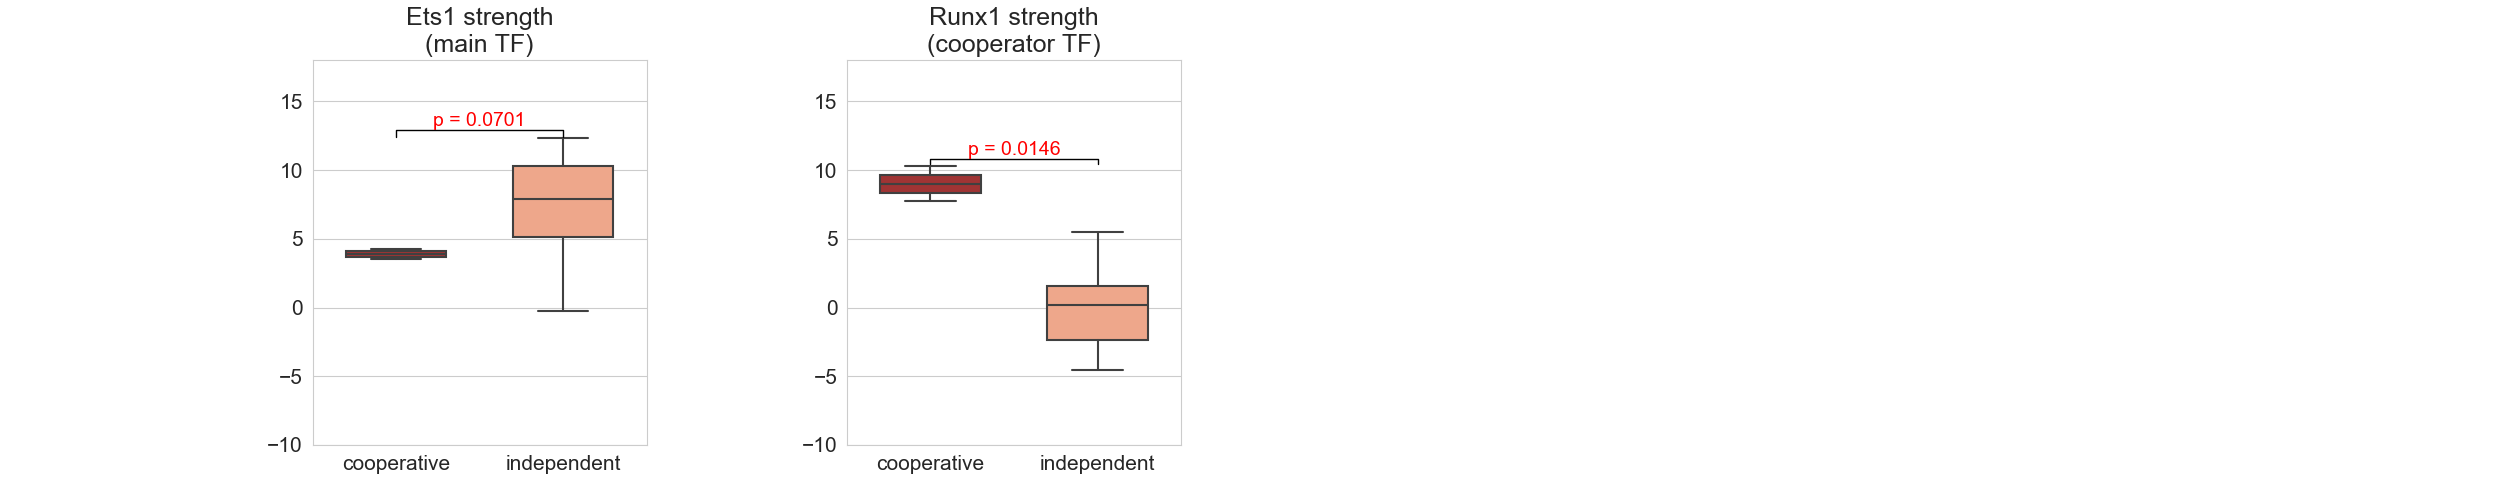 Ets1 strength
(main TF)
15
10
5
0
−5
−10
p = 0.0701
cooperative
independent
Runx1 strength
(cooperator TF)
15
10
5
0
−5
−10
p = 0.0146
cooperative
independent